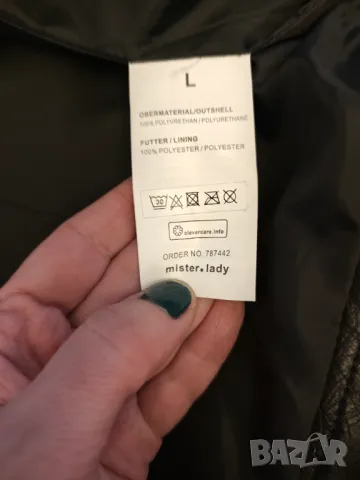 L
OBERMATERIAL/OUTSHELL
100% POLYURETHAN / POLYURETHANE
FUTTER / LINING
100% POLYESTER / POLYESTER
30
clevercare.info
ORDER NO. 787442
mister•lady
BAZAR